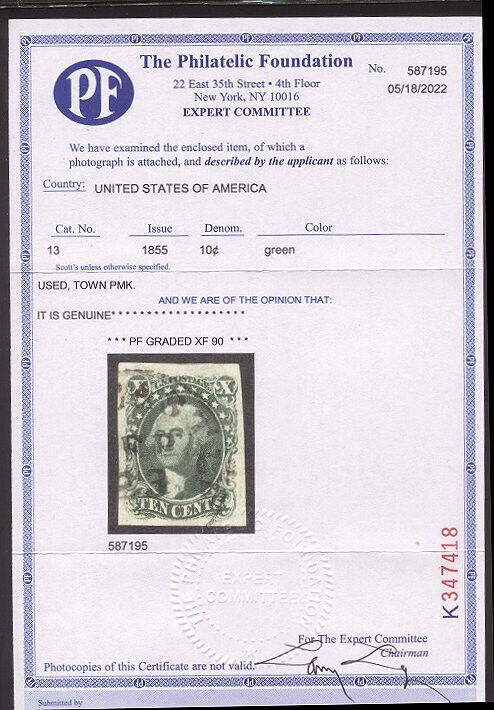 PF
The Philatelic Foundation
22 East 35th Street • 4th Floor
New York, NY 10016
EXPERT COMMITTEE
No. 587195
05/18/2022
We have examined the enclosed item, of which a
photograph is attached, and described by the applicant as follows:
Country: UNITED STATES OF AMERICA
Cat. No. Issue Denom. Color
13 1855 10¢ green
Scott's unless otherwise specified.
USED, TOWN PMK.
AND WE ARE OF THE OPINION THAT:
IT IS GENUINE* * * * * * * * * * * * * * * * * * *
* * * PF GRADED XF 90 * * *
X U.S. POSTAGE X
TEN CENTS
587195
PHILATELIC FOUNDATION
EXPERT
COMMITTEE
K347418
For The Expert Committee
Chairman
Photocopies of this Certificate are not valid.
Submitted by